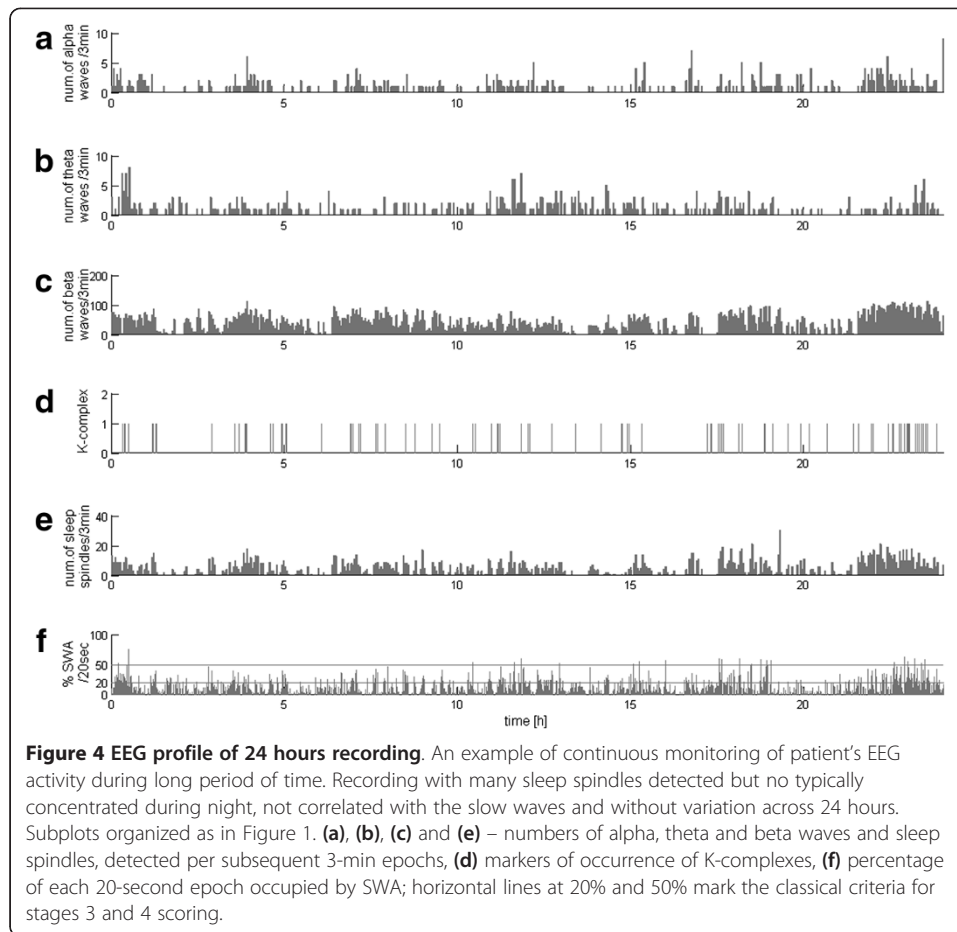 a
num.of alpha
waves /3min
10
5
0
0 5 10 15 20
b
num.of theta
waves /3min
10
5
0
0 5 10 15 20
c
num of beta
waves/3min
200
100
0
0 5 10 15 20
d
K-complex
2
1
0
0 5 10 15 20
e
num.of sleep
spindles/3min
40
20
0
0 5 10 15 20
f
% SWA
/20sec
100
50
20
0
0 5 10 15 20
time [h]
Figure 4 EEG profile of 24 hours recording. An example of continuous monitoring of patient's EEG
activity during long period of time. Recording with many sleep spindles detected but no typically
concentrated during night, not correlated with the slow waves and without variation across 24 hours.
Subplots organized as in Figure 1. (a), (b), (c) and (e) – numbers of alpha, theta and beta waves and sleep
spindles, detected per subsequent 3-min epochs, (d) markers of occurrence of K-complexes, (f) percentage
of each 20-second epoch occupied by SWA; horizontal lines at 20% and 50% mark the classical criteria for
stages 3 and 4 scoring.